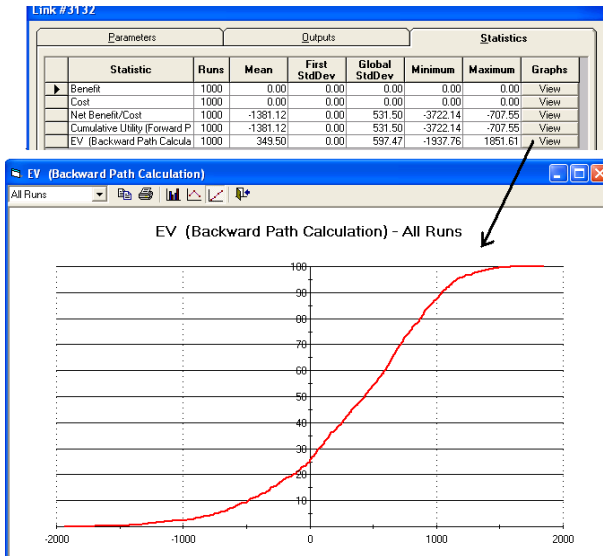 Link #3132
Parameters Outputs Statistics
Statistic Runs Mean First StdDev Global StdDev Minimum Maximum Graphs
Benefit 1000 0.00 0.00 0.00 0.00 0.00 View
Cost 1000 0.00 0.00 0.00 0.00 0.00 View
Net Benefit/Cost 1000 -1381.12 0.00 531.50 -3722.14 -707.55 View
Cumulative Utility (Forward P 1000 -1381.12 0.00 531.50 -3722.14 -707.55 View
EV (Backward Path Calcula 1000 349.50 0.00 597.47 -1937.76 1851.61 View
EV (Backward Path Calculation)
All Runs
EV (Backward Path Calculation) - All Runs
100
90
80
70
60
50
40
30
20
10
-2000 -1000 0 1000 2000